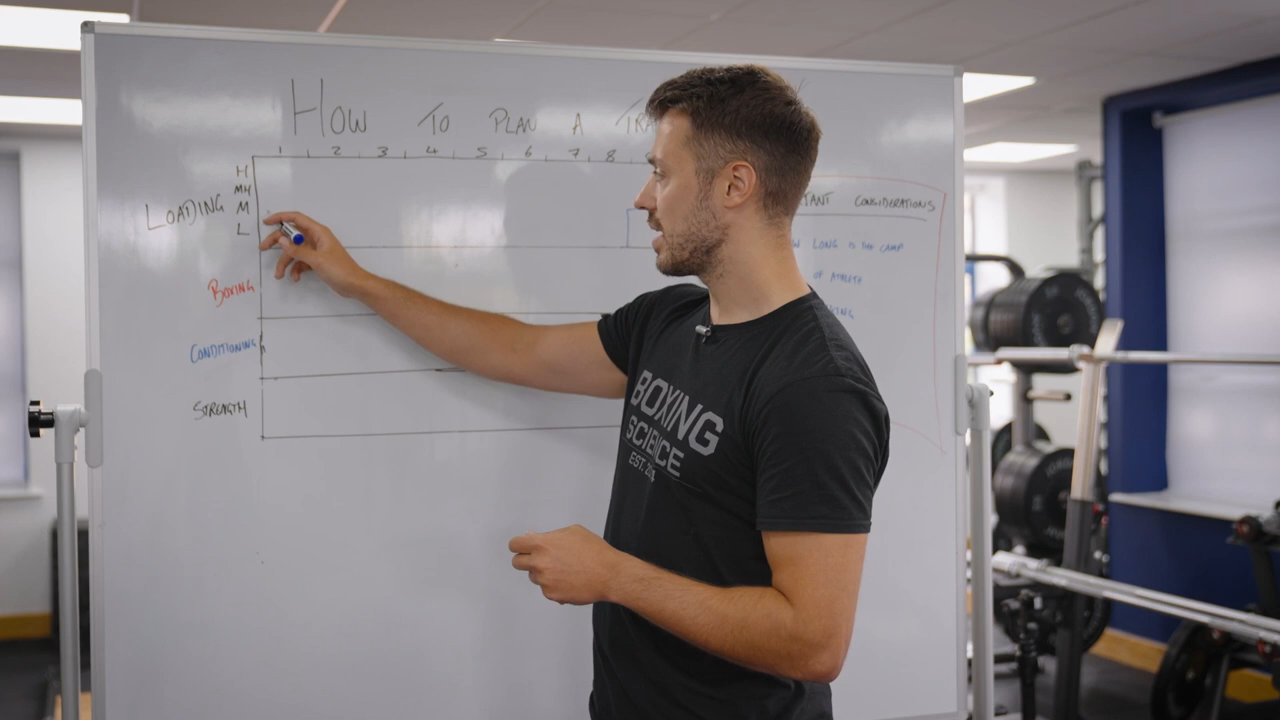 HOW TO PLAN A TRA
1 2 3 4 5 6 7 8
H
MH
M
L
LOADING
BOXING
CONDITIONING
STRENGTH
TANT CONSIDERATIONS
LONG IS THE CAMP
OF ATHLETE
BOXING
SCIENCE
EST.